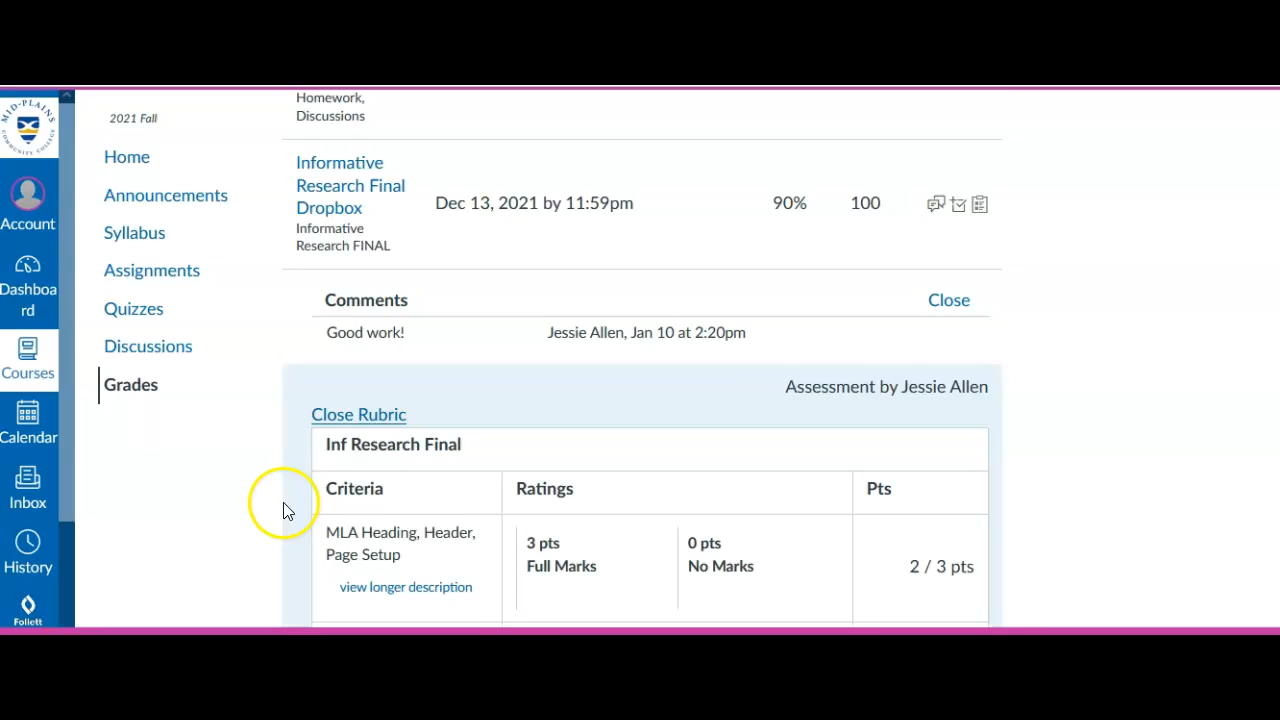 MID-PLAINS
COMMUNITY COLLEGE
Account
Dashboa
rd
Courses
Calendar
Inbox
History
Follett
2021 Fall
Home
Announcements
Syllabus
Assignments
Quizzes
Discussions
Grades
Homework,
Discussions
Informative
Research Final
Dropbox
Informative
Research FINAL
Dec 13, 2021 by 11:59pm
90%
100
Comments
Close
Good work!
Jessie Allen, Jan 10 at 2:20pm
Assessment by Jessie Allen
Close Rubric
Inf Research Final
Criteria
Ratings
Pts
MLA Heading, Header,
Page Setup
view longer description
3 pts
Full Marks
0 pts
No Marks
2 / 3 pts